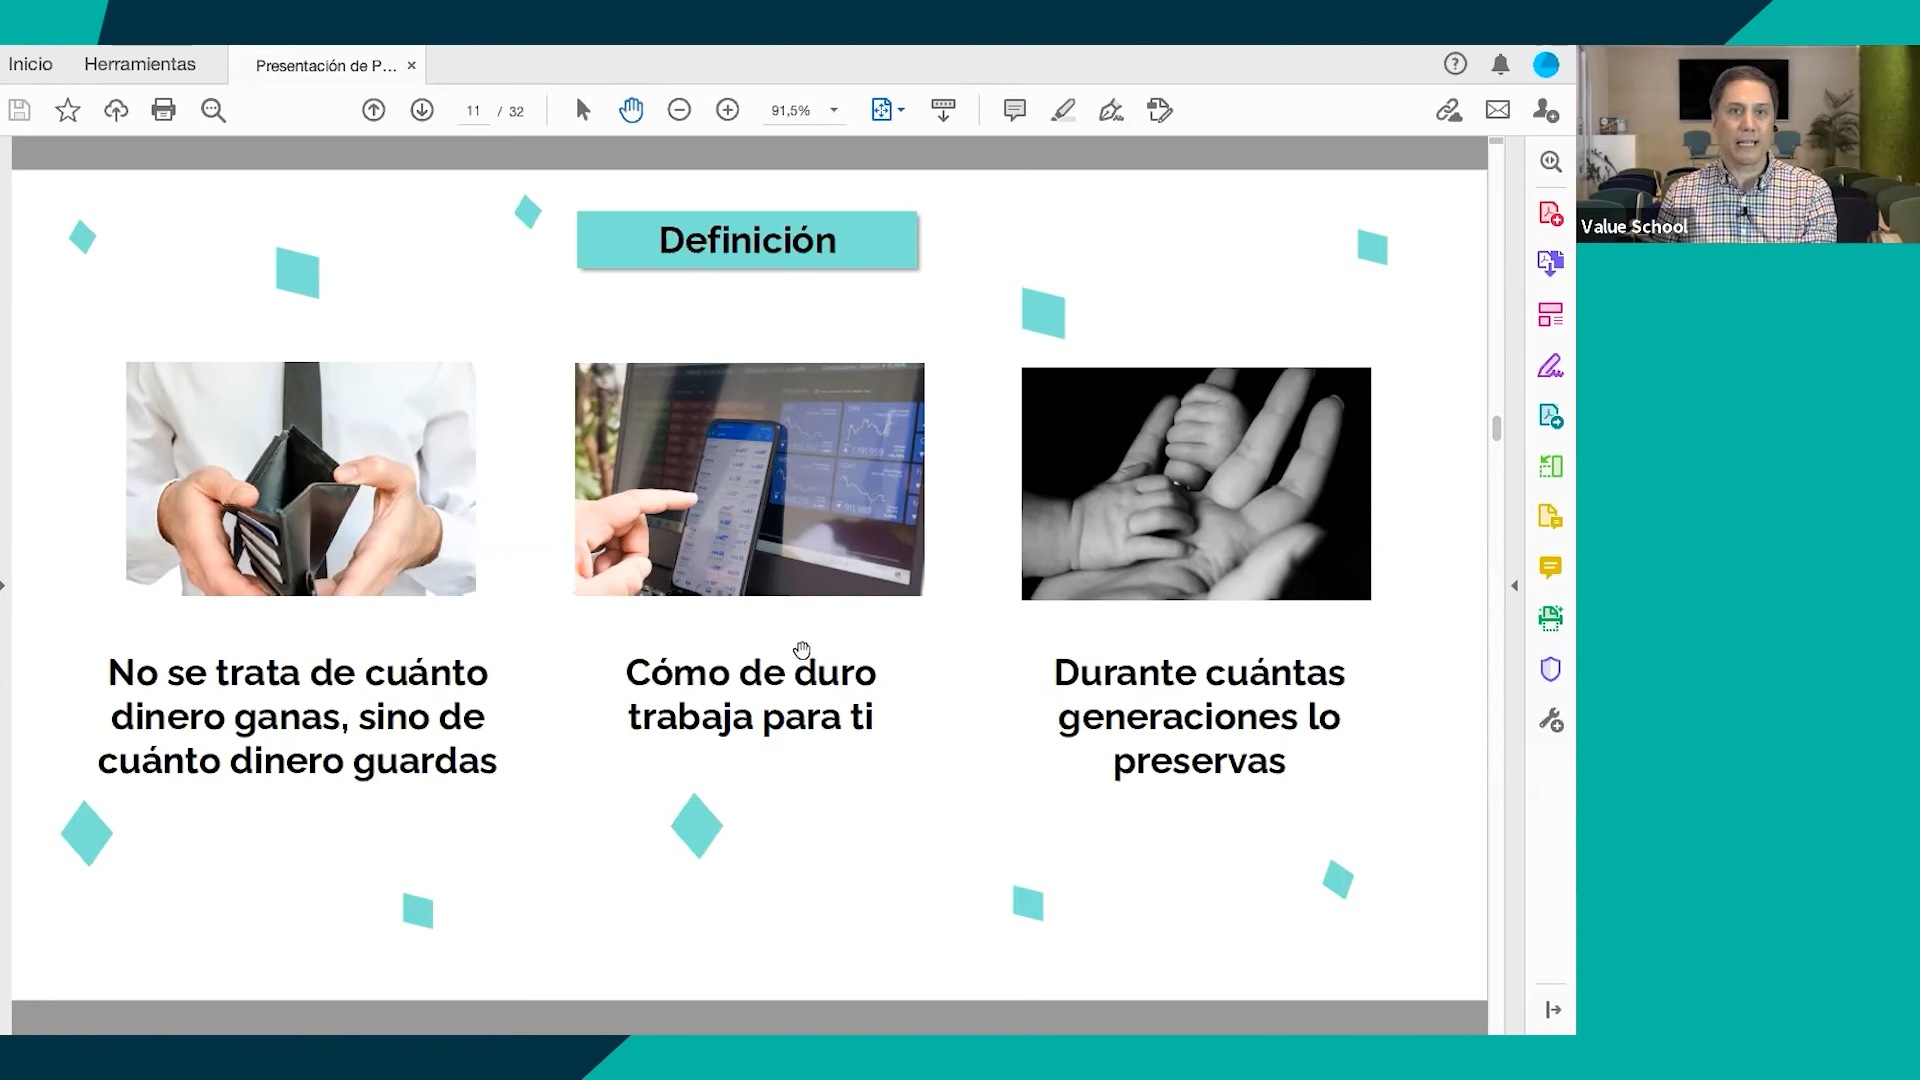 Inicio
Herramientas
Presentación de P...
11 / 32
91,5%
Value School
Definición
No se trata de cuánto
dinero ganas, sino de
cuánto dinero guardas
Cómo de duro
trabaja para ti
Durante cuántas
generaciones lo
preservas